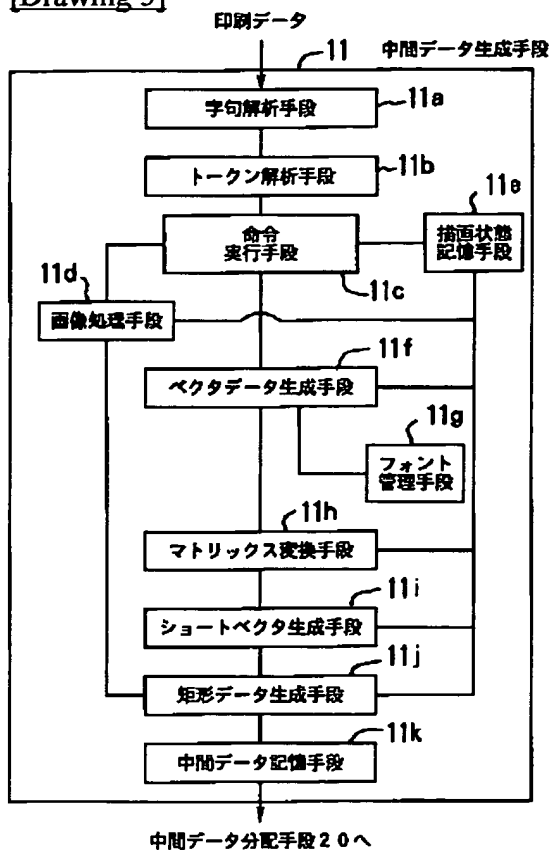 [Drawing 3]
印刷データ
11
中間データ生成手段
字句解析手段
11a
トークン解析手段
11b
命令
実行手段
11c
描画状態
記憶手段
11e
11d
画像処理手段
ベクタデータ生成手段
11f
11g
フォント
管理手段
11h
マトリックス変換手段
11i
ショートベクタ生成手段
11j
矩形データ生成手段
11k
中間データ記憶手段
中間データ分配手段20へ